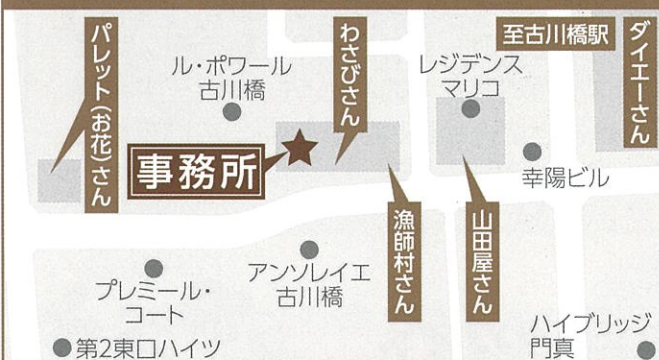 パレット(お花)さん
ル・ポワール
古川橋
わさびさん
レジデンス
マリコ
至古川橋駅
ダイエーさん
事務所
幸陽ビル
漁師村さん
山田屋さん
プレミール・
コート
アンソレイエ
古川橋
第2東口ハイツ
ハイブリッジ
門真